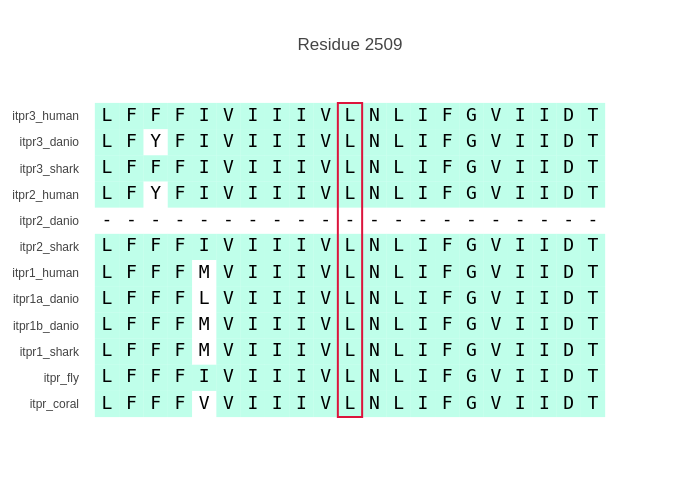 Residue 2509
itpr3_human L F F F I V I I I V L N L I F G V I I D T
itpr3_danio L F Y F I V I I I V L N L I F G V I I D T
itpr3_shark L F F F I V I I I V L N L I F G V I I D T
itpr2_human L F Y F I V I I I V L N L I F G V I I D T
itpr2_danio - - - - - - - - - - - - - - - - - - - - -
itpr2_shark L F F F I V I I I V L N L I F G V I I D T
itpr1_human L F F F M V I I I V L N L I F G V I I D T
itpr1a_danio L F F F L V I I I V L N L I F G V I I D T
itpr1b_danio L F F F M V I I I V L N L I F G V I I D T
itpr1_shark L F F F M V I I I V L N L I F G V I I D T
itpr_fly L F F F I V I I I V L N L I F G V I I D T
itpr_coral L F F F V V I I I V L N L I F G V I I D T